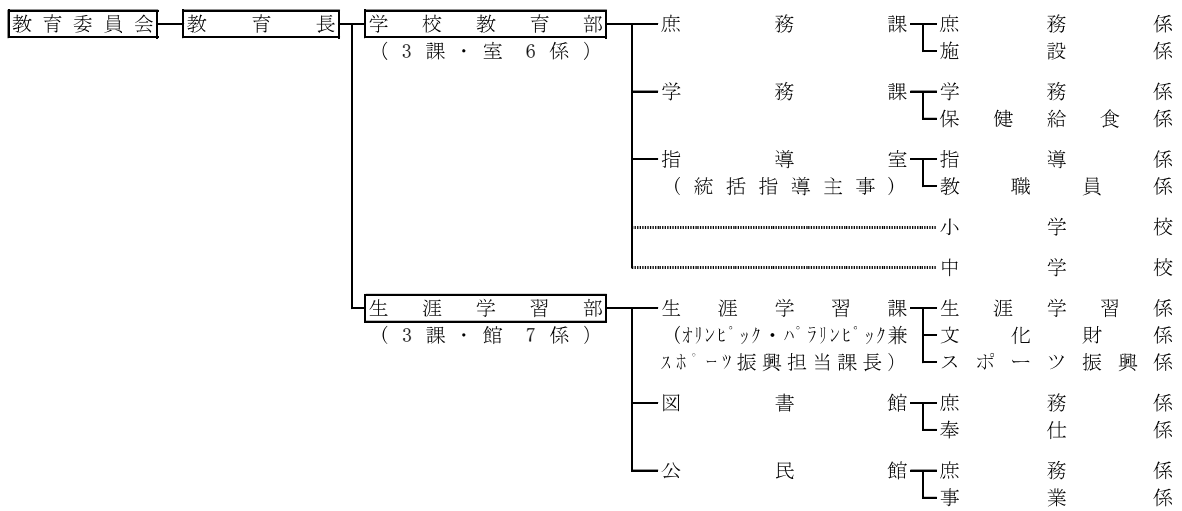 教育委員会 教育長 学校教育部 庶務課 庶務係
(3課・室 6係) 施設係
学務課 学務係
保健給食係
指導室 指導係
(統括指導主事) 教職員係
小学校
中学校
生涯学習部 生涯学習課 生涯学習係
(3課・館 7係) (ｵﾘﾝﾋﾟｯｸ・ﾊﾟﾗﾘﾝﾋﾟｯｸ兼 文化財係
ｽﾎﾟｰﾂ振興担当課長) スポーツ振興係
図書館 庶務係
奉仕係
公民館 庶務係
事業係